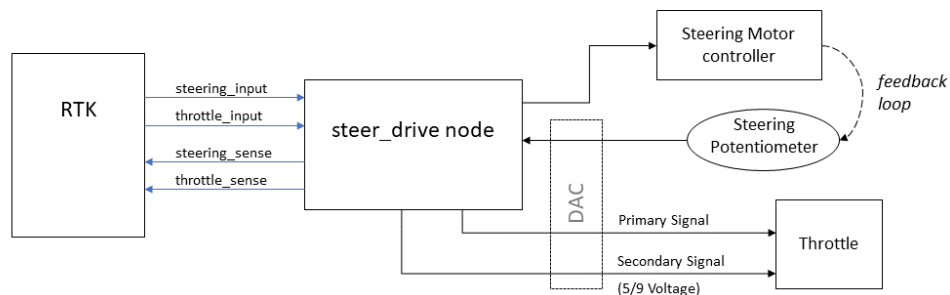 RTK
steering_input
throttle_input
steering_sense
throttle_sense
steer_drive node
Steering Motor
controller
feedback
loop
Steering
Potentiometer
DAC
Primary Signal
Secondary Signal
(5/9 Voltage)
Throttle